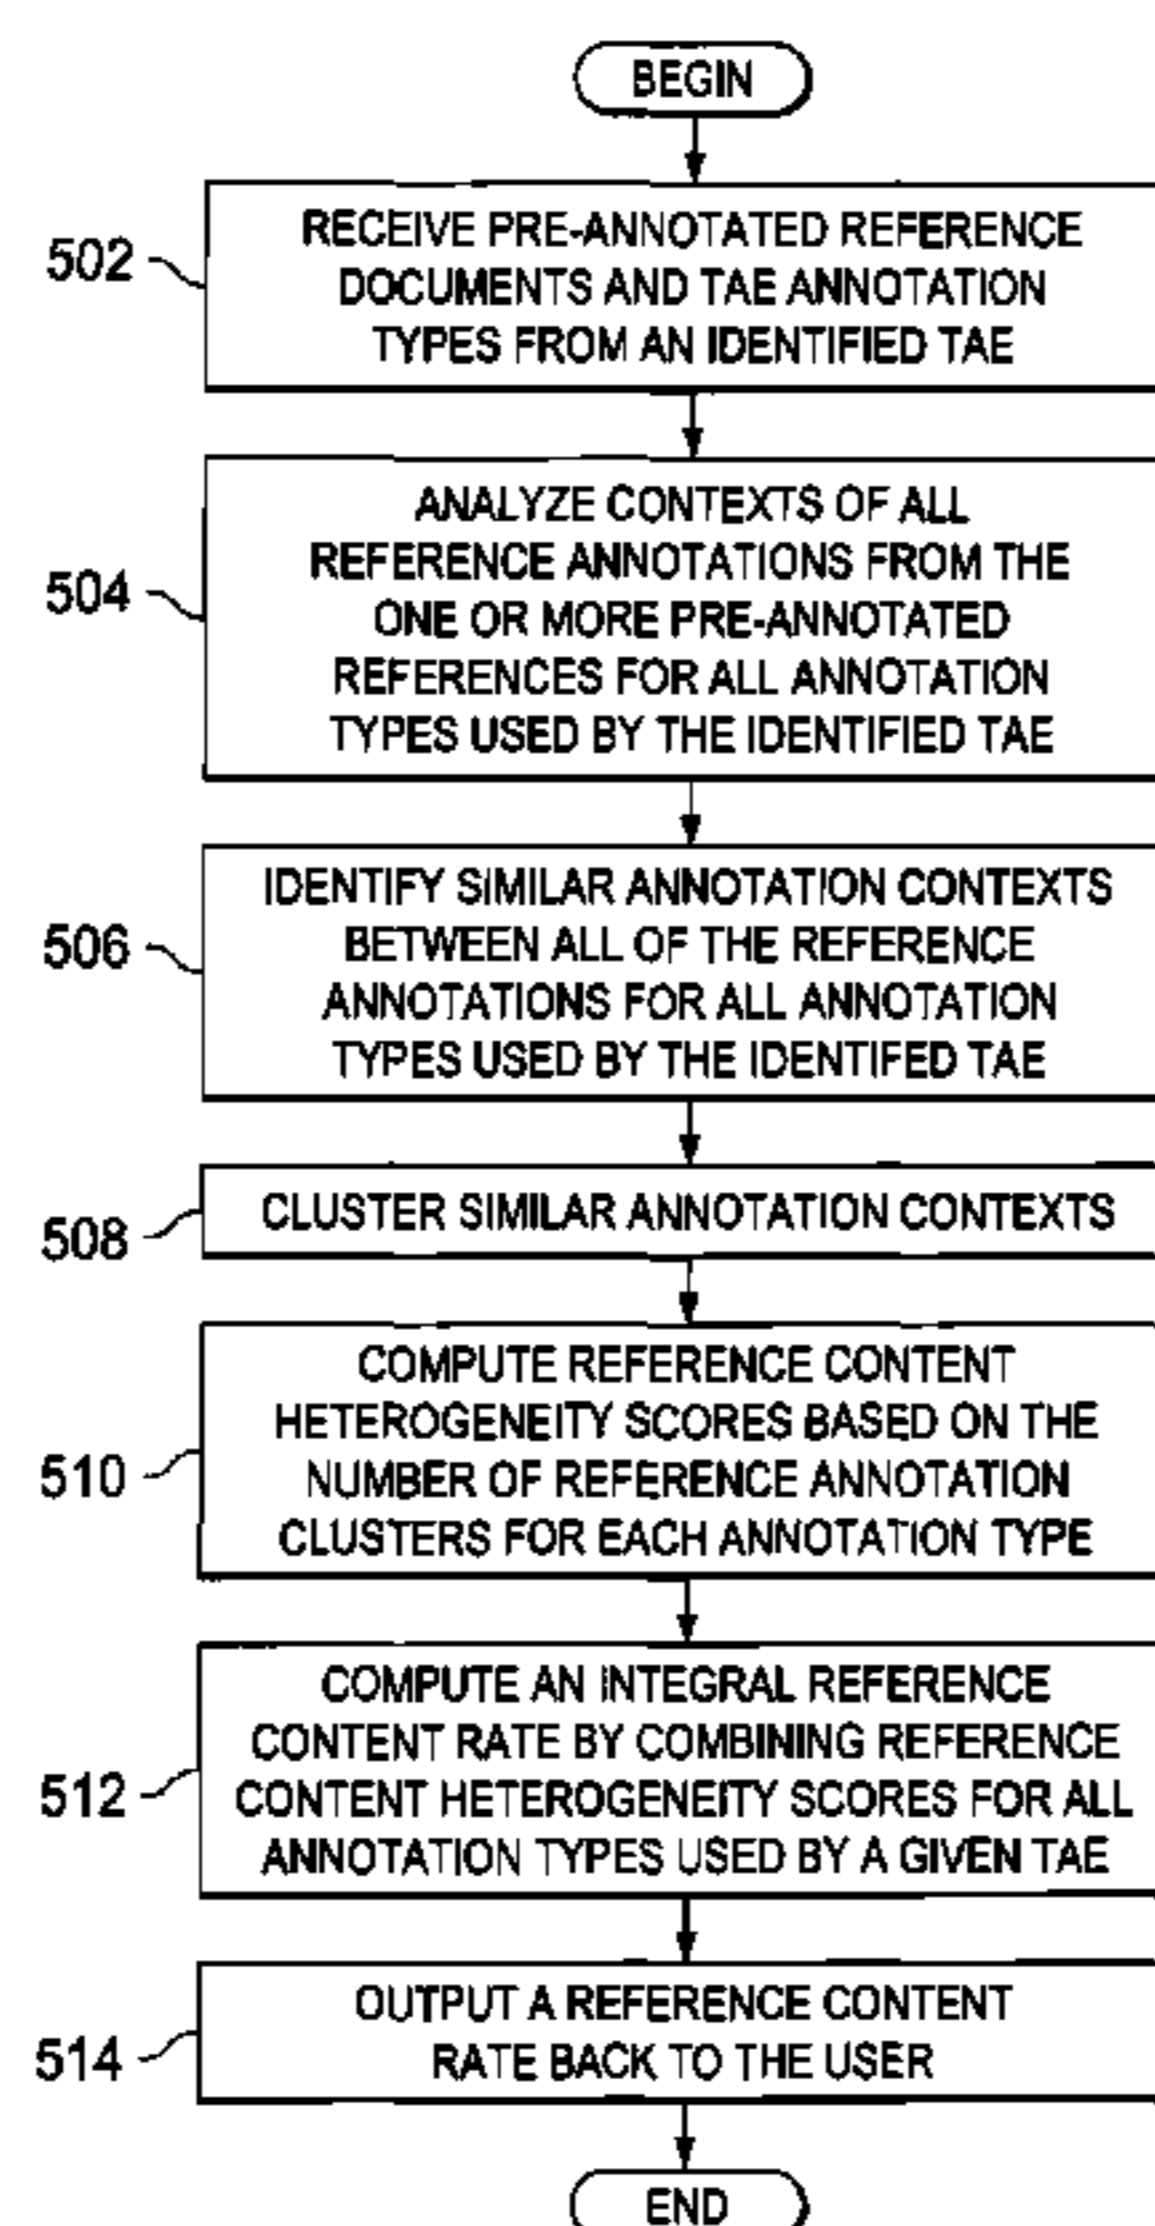 BEGIN
502
RECEIVE PRE-ANNOTATED REFERENCE
DOCUMENTS AND TAE ANNOTATION
TYPES FROM AN IDENTIFIED TAE
504
ANALYZE CONTEXTS OF ALL
REFERENCE ANNOTATIONS FROM THE
ONE OR MORE PRE-ANNOTATED
REFERENCES FOR ALL ANNOTATION
TYPES USED BY THE IDENTIFIED TAE
506
IDENTIFY SIMILAR ANNOTATION CONTEXTS
BETWEEN ALL OF THE REFERENCE
ANNOTATIONS FOR ALL ANNOTATION
TYPES USED BY THE IDENTIFED TAE
508
CLUSTER SIMILAR ANNOTATION CONTEXTS
510
COMPUTE REFERENCE CONTENT
HETEROGENEITY SCORES BASED ON THE
NUMBER OF REFERENCE ANNOTATION
CLUSTERS FOR EACH ANNOTATION TYPE
512
COMPUTE AN INTEGRAL REFERENCE
CONTENT RATE BY COMBINING REFERENCE
CONTENT HETEROGENEITY SCORES FOR ALL
ANNOTATION TYPES USED BY A GIVEN TAE
514
OUTPUT A REFERENCE CONTENT
RATE BACK TO THE USER
END